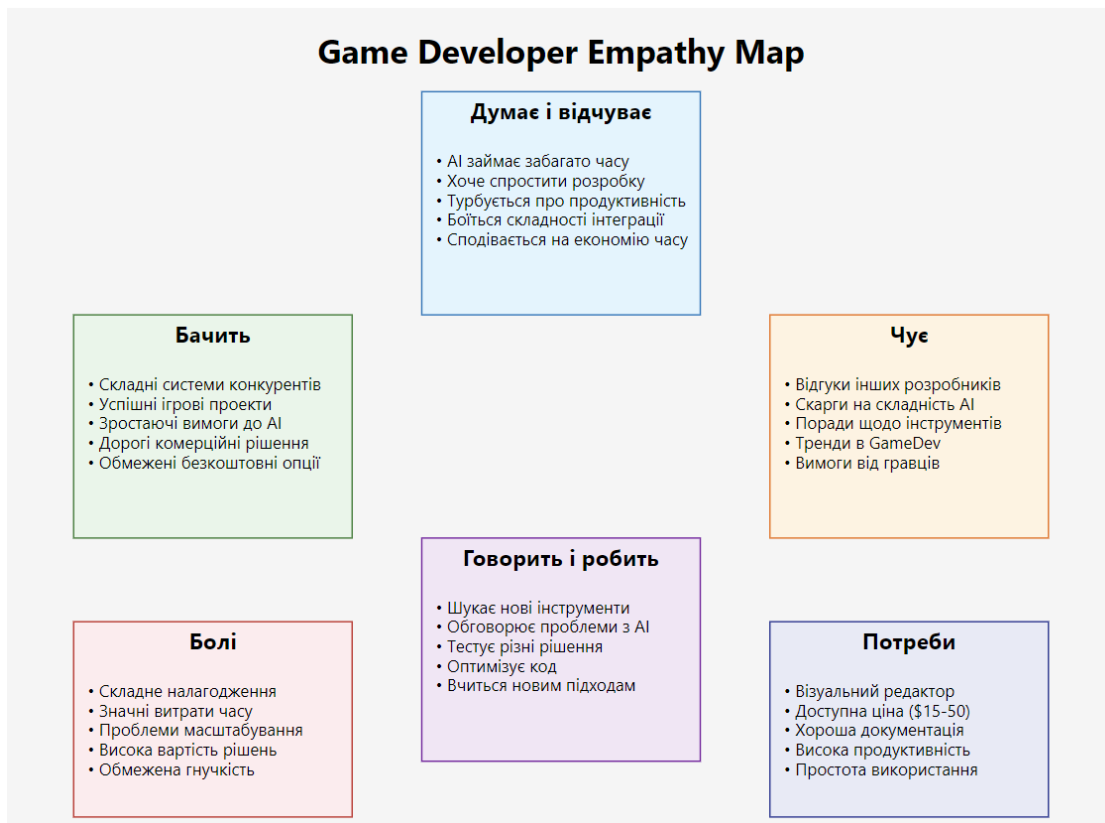 Game Developer Empathy Map
Думає і відчуває
• AI займає забагато часу
• Хоче спростити розробку
• Турбується про продуктивність
• Боїться складності інтеграції
• Сподівається на економію часу
Бачить
• Складні системи конкурентів
• Успішні ігрові проекти
• Зростаючі вимоги до AI
• Дорогі комерційні рішення
• Обмежені безкоштовні опції
Чує
• Відгуки інших розробників
• Скарги на складність AI
• Поради щодо інструментів
• Тренди в GameDev
• Вимоги від гравців
Говорить і робить
• Шукає нові інструменти
• Обговорює проблеми з AI
• Тестує різні рішення
• Оптимізує код
• Вчиться новим підходам
Болі
• Складне налагодження
• Значні витрати часу
• Проблеми масштабування
• Висока вартість рішень
• Обмежена гнучкість
Потреби
• Візуальний редактор
• Доступна ціна ($15-50)
• Хороша документація
• Висока продуктивність
• Простота використання